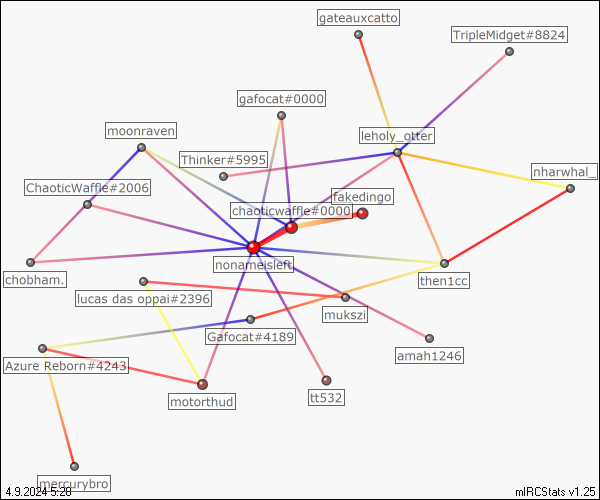 gateauxcatto
TripleMidget#8824
gafocat#0000
moonraven
leholy_otter
Thinker#5995
nharwhal_
ChaoticWaffle#2006
fakedingo
chaoticwaffle#0000
nonameisleft
chobham.
then1cc
lucas das oppai#2396
mukszi
Gafocat#4189
amah1246
Azure Reborn#4243
tt532
motorthud
mercurybro
4.9.2024 5:28
mIRCStats v1.25